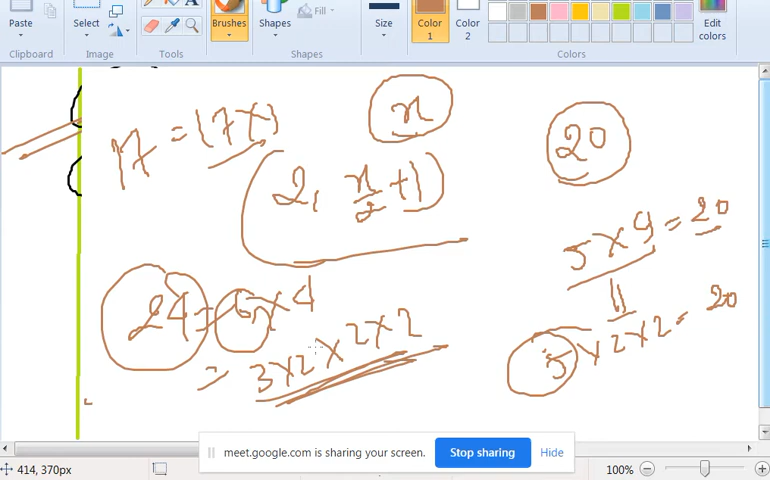 Paste
Select
Brushes
Shapes
Fill
Size
Color 1
Color 2
Edit colors
Clipboard
Image
Tools
Shapes
Colors
n
17 = (7×1)
20
2, n/2 +1)
5×4 = 20
24 = 6×4
= 3×2×2×2
5×2×2 = 20
meet.google.com is sharing your screen.
Stop sharing
Hide
414, 370px
100%